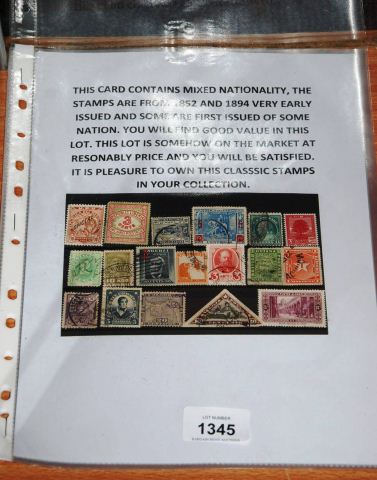 THIS CARD CONTAINS MIXED NATIONALITY, THE
STAMPS ARE FROM 1852 AND 1894 VERY EARLY
ISSUED AND SOME ARE FIRST ISSUED OF SOME
NATION. YOU WILL FIND GOOD VALUE IN THIS
LOT. THIS LOT IS SOMEHOW ON THE MARKET AT
RESONABLY PRICE AND YOU WILL BE SATISFIED.
IT IS PLEASURE TO OWN THIS CLASSSIC STAMPS
IN YOUR COLLECTION.
LOT NUMBER
1345